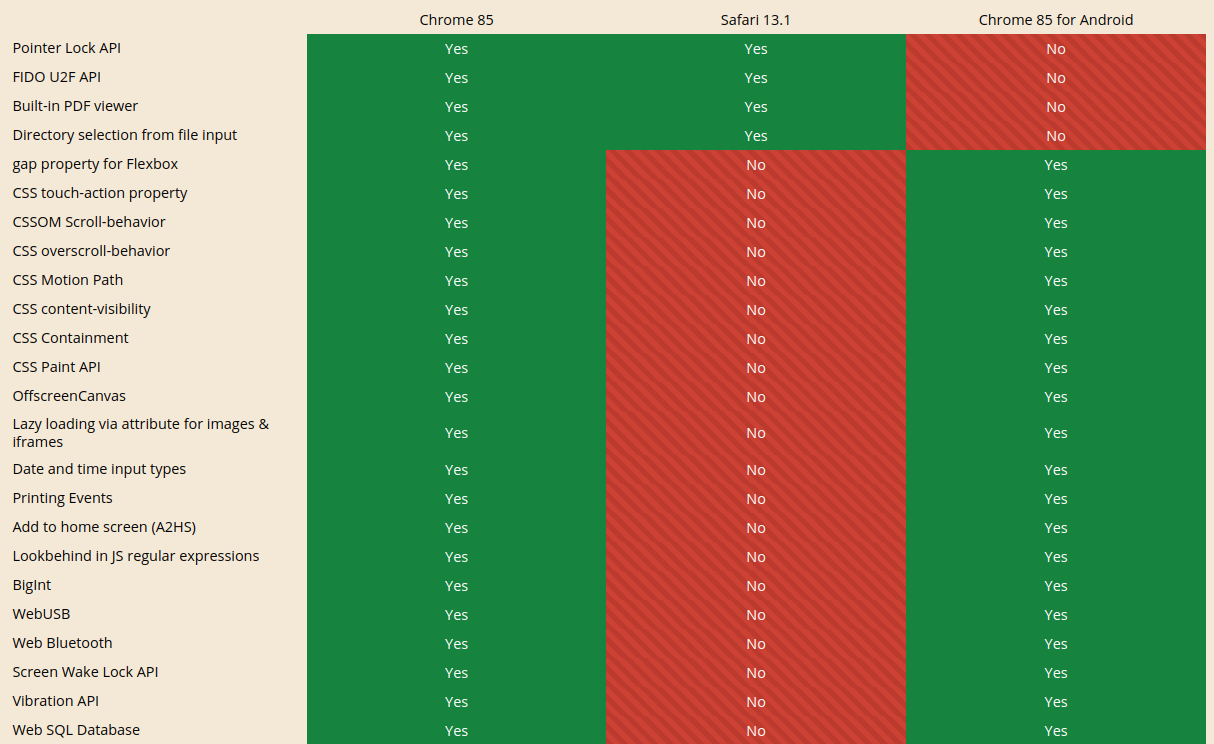 Chrome 85 Safari 13.1 Chrome 85 for Android
Pointer Lock API Yes Yes No
FIDO U2F API Yes Yes No
Built-in PDF viewer Yes Yes No
Directory selection from file input Yes Yes No
gap property for Flexbox Yes No Yes
CSS touch-action property Yes No Yes
CSSOM Scroll-behavior Yes No Yes
CSS overscroll-behavior Yes No Yes
CSS Motion Path Yes No Yes
CSS content-visibility Yes No Yes
CSS Containment Yes No Yes
CSS Paint API Yes No Yes
OffscreenCanvas Yes No Yes
Lazy loading via attribute for images &
iframes Yes No Yes
Date and time input types Yes No Yes
Printing Events Yes No Yes
Add to home screen (A2HS) Yes No Yes
Lookbehind in JS regular expressions Yes No Yes
BigInt Yes No Yes
WebUSB Yes No Yes
Web Bluetooth Yes No Yes
Screen Wake Lock API Yes No Yes
Vibration API Yes No Yes
Web SQL Database Yes No Yes